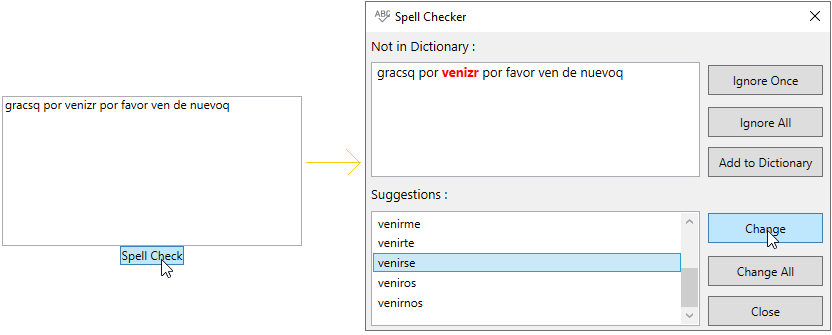 gracsq por venizr por favor ven de nuevoq
Spell Check
ABC Spell Checker
Not in Dictionary :
gracsq por venizr por favor ven de nuevoq
Ignore Once
Ignore All
Add to Dictionary
Suggestions :
venirme
venirte
venirse
veniros
venirnos
Change
Change All
Close